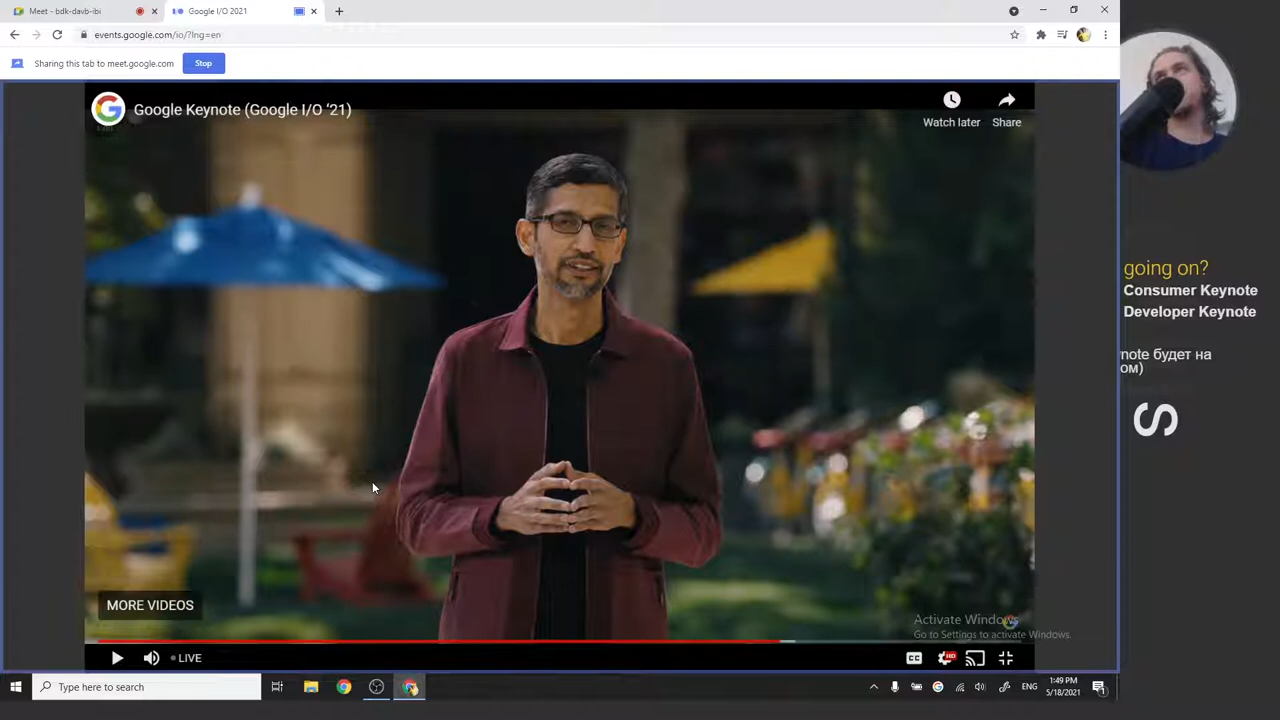 Meet - bdk-davb-ibi
Google I/O 2021
events.google.com/io/?lng=en
Sharing this tab to meet.google.com
Stop
Google Keynote (Google I/O ‘21)
Watch later
Share
going on?
Consumer Keynote
Developer Keynote
note будет на
ом)
S
MORE VIDEOS
Activate Windows
Go to Settings to activate Windows.
LIVE
CC
HD
Type here to search
ENG
1:49 PM
5/18/2021